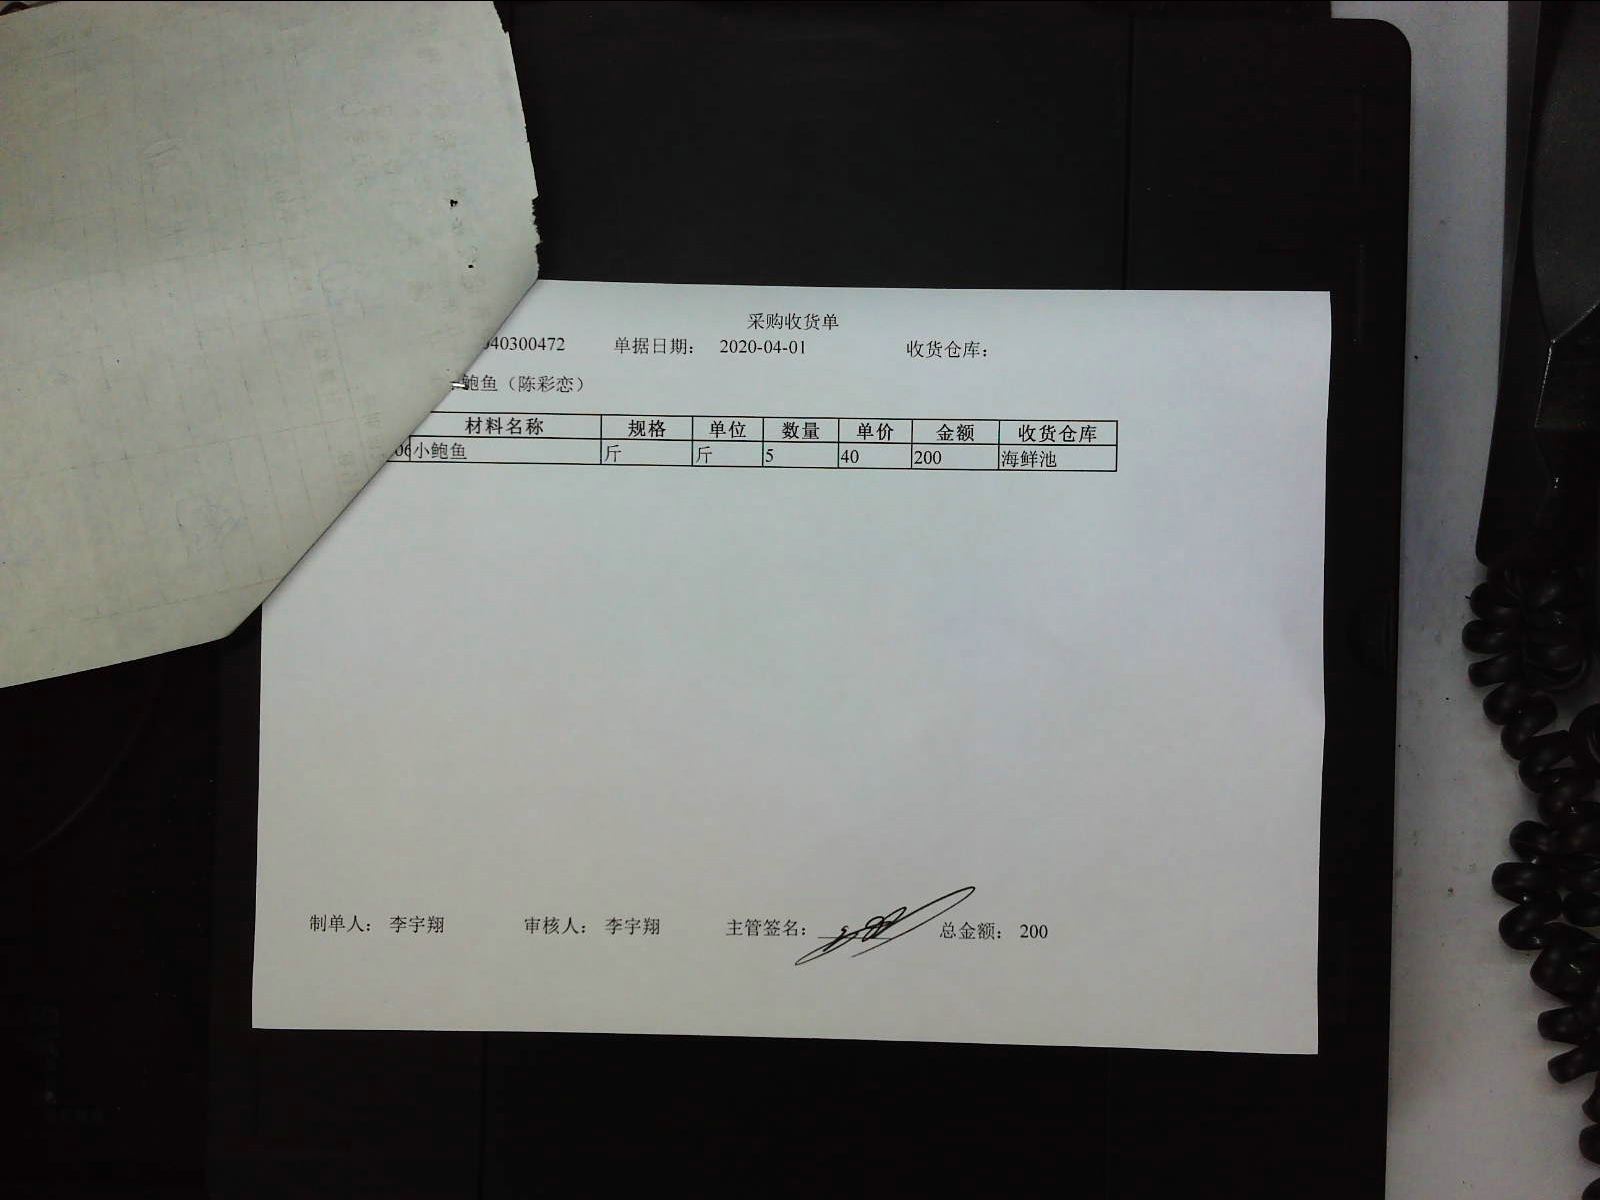 采购收货单
40300472 单据日期： 2020-04-01 收货仓库：
鲍鱼（陈彩恋）
材料名称 规格 单位 数量 单价 金额 收货仓库
06 小鲍鱼 斤 斤 5 40 200 海鲜池
制单人： 李宇翔 审核人： 李宇翔 主管签名： 总金额： 200